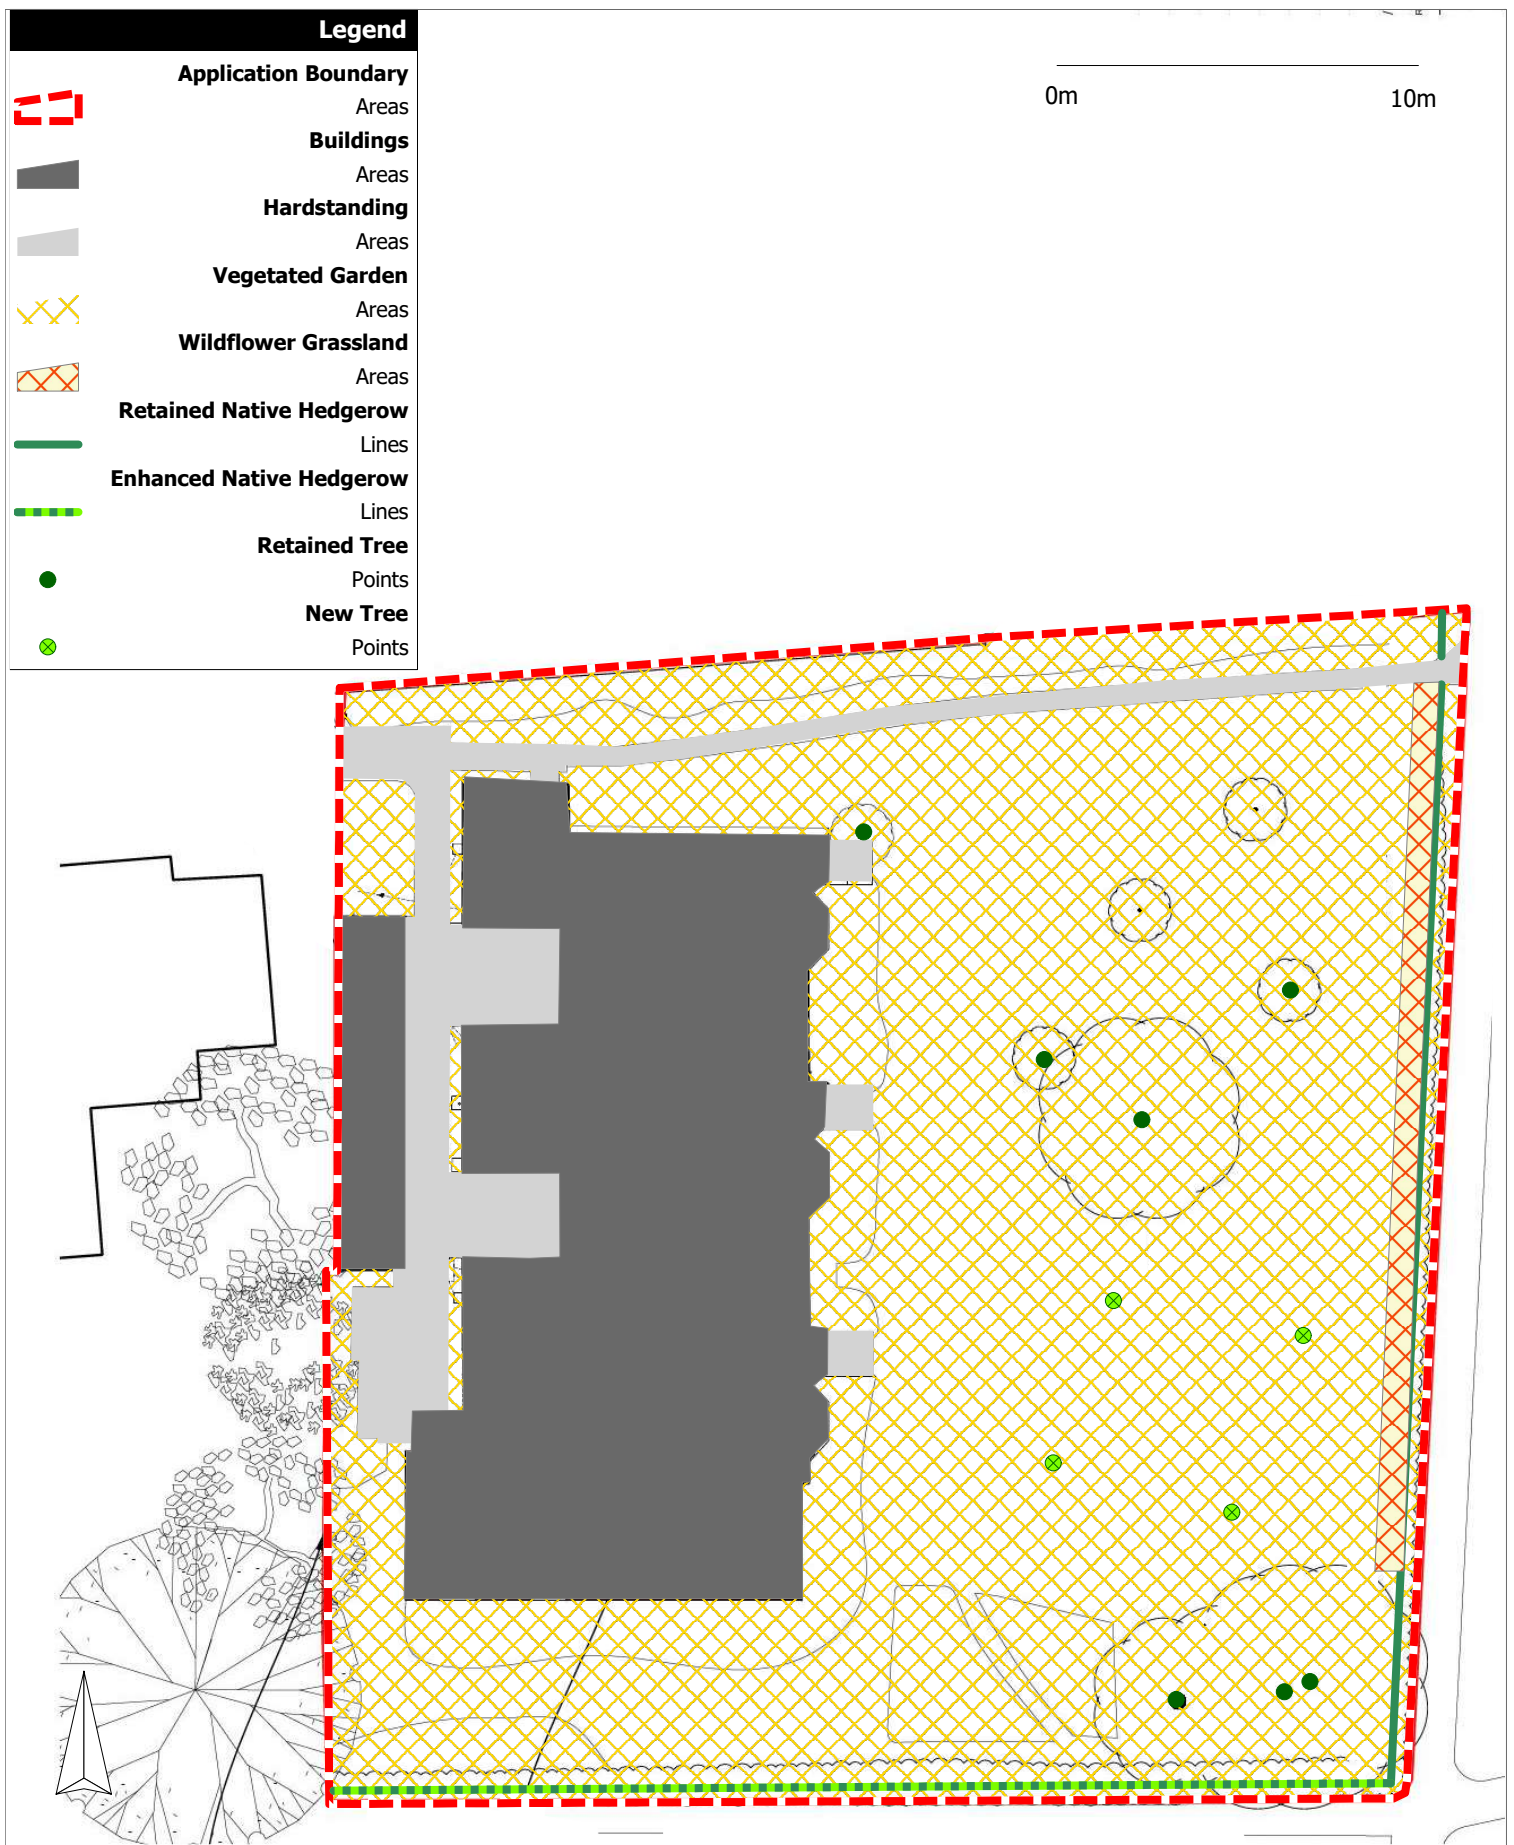 Legend
Application Boundary
Areas
Buildings
Areas
Hardstanding
Areas
Vegetated Garden
Areas
Wildflower Grassland
Areas
Retained Native Hedgerow
Lines
Enhanced Native Hedgerow
Lines
Retained Tree
Points
New Tree
Points
0m
10m